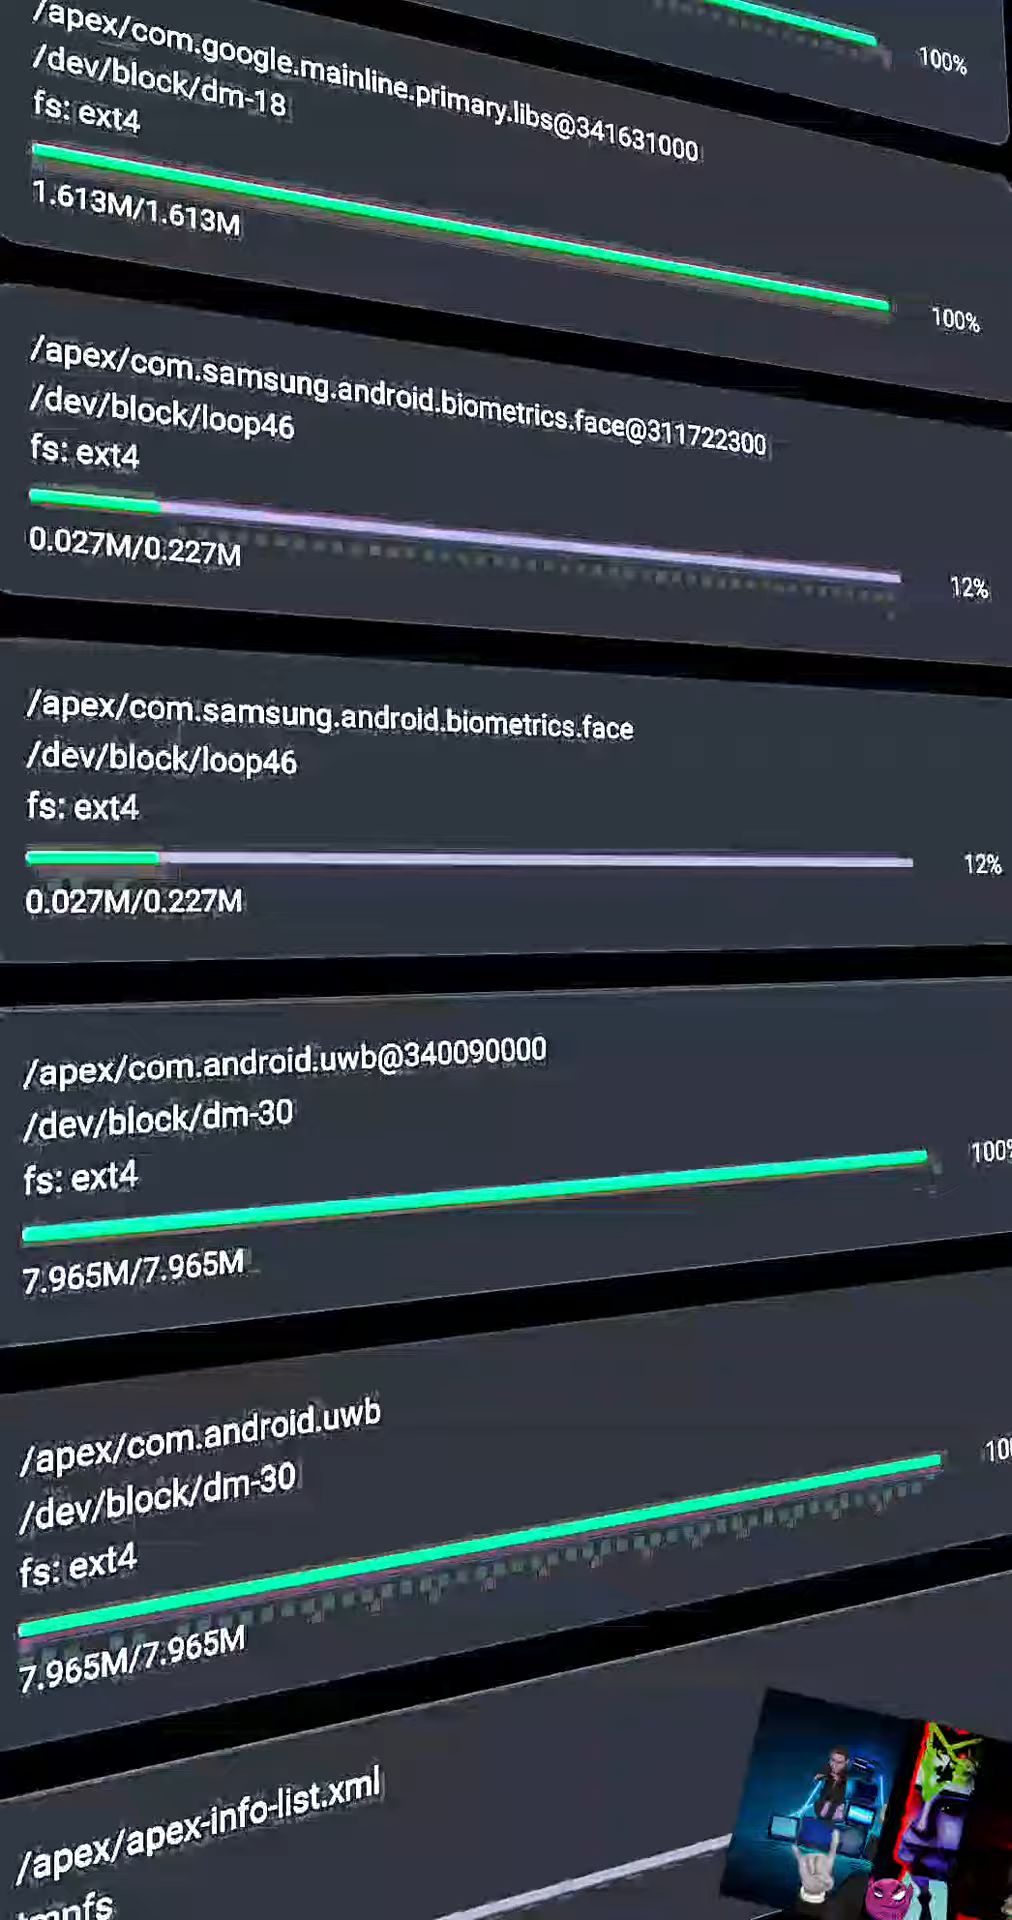 100%
/apex/com.google.mainline.primary.libs@341631000
/dev/block/dm-18
fs: ext4
1.613M/1.613M
100%
/apex/com.samsung.android.biometrics.face@311722300
/dev/block/loop46
fs: ext4
0.027M/0.227M
12%
/apex/com.samsung.android.biometrics.face
/dev/block/loop46
fs: ext4
0.027M/0.227M
12%
/apex/com.android.uwb@340090000
/dev/block/dm-30
fs: ext4
7.965M/7.965M
100%
/apex/com.android.uwb
/dev/block/dm-30
fs: ext4
7.965M/7.965M
10
/apex/apex-info-list.xml
tmpfs